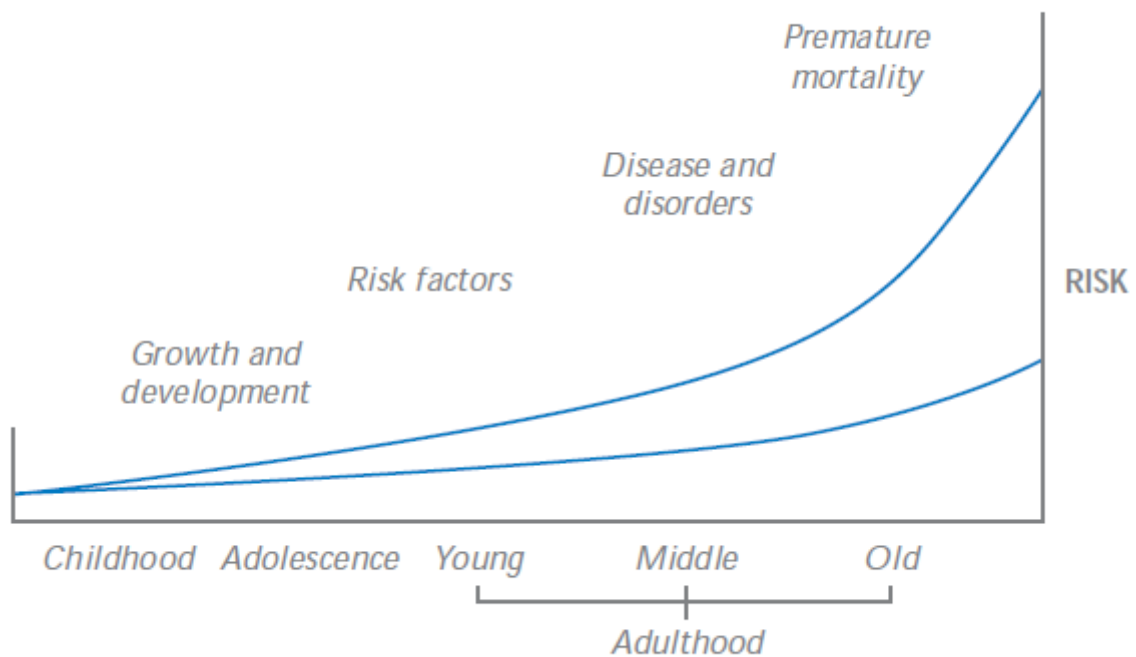 Premature
mortality
Disease and
disorders
Risk factors
RISK
Growth and
development
Childhood Adolescence Young Middle Old
Adulthood